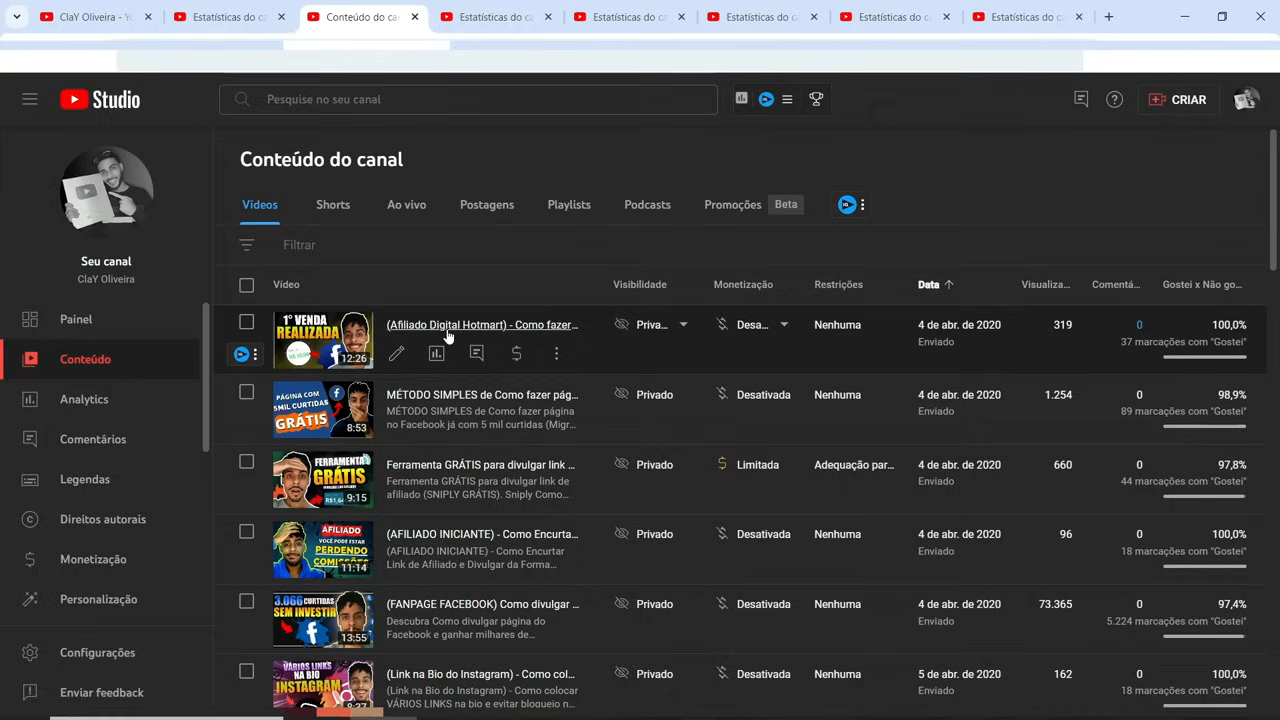 ClaY Oliveira - Yo
Estatísticas do ca
Conteúdo do ca
Estatísticas do ca
Estatísticas do ca
Estatísticas do ca
Estatísticas do ca
Estatísticas do ca
Studio
Pesquise no seu canal
CRIAR
Conteúdo do canal
Vídeos
Shorts
Ao vivo
Postagens
Playlists
Podcasts
Promoções
Beta
Seu canal
ClaY Oliveira
Filtrar
Vídeo
Visibilidade
Monetização
Restrições
Data
Visualiza...
Comentá...
Gostei x Não go...
Painel
Conteúdo
Analytics
Comentários
Legendas
Direitos autorais
Monetização
Personalização
Configurações
Enviar feedback
1° VENDA
REALIZADA
12:26
(Afiliado Digital Hotmart) - Como fazer...
Priva...
Desa...
Nenhuma
4 de abr. de 2020
Enviado
319
0
100,0%
37 marcações com "Gostei"
PÁGINA COM
5MIL CURTIDAS
GRÁTIS
8:53
MÉTODO SIMPLES de Como fazer pág...
MÉTODO SIMPLES de Como fazer página
no Facebook já com 5 mil curtidas (Migr...
Privado
Desativada
Nenhuma
4 de abr. de 2020
Enviado
1.254
0
98,9%
89 marcações com "Gostei"
FERRAMENTA
GRÁTIS
9:15
Ferramenta GRÁTIS para divulgar link ...
Ferramenta GRÁTIS para divulgar link de
afiliado (SNIPLY GRÁTIS). Sniply Como...
Privado
Limitada
Adequação par...
4 de abr. de 2020
Enviado
660
0
97,8%
44 marcações com "Gostei"
AFILIADO
VOCÊ PODE ESTAR
PERDENDO
COMISSÕES
11:14
(AFILIADO INICIANTE) - Como Encurta...
(AFILIADO INICIANTE) - Como Encurtar
Link de Afiliado e Divulgar da Forma...
Privado
Desativada
Nenhuma
4 de abr. de 2020
Enviado
96
0
100,0%
18 marcações com "Gostei"
3.066 CURTIDAS
SEM INVESTIR
13:55
(FANPAGE FACEBOOK) Como divulgar ...
Descubra Como divulgar página do
Facebook e ganhar milhares de...
Privado
Desativada
Nenhuma
4 de abr. de 2020
Enviado
73.365
0
97,4%
5.224 marcações com "Gostei"
VÁRIOS LINKS
NA BIO
INSTAGRAM
8:37
(Link na Bio do Instagram) - Como col...
(Link na Bio do Instagram) - Como colocar
VÁRIOS LINKS na bio e evitar bloqueio n...
Privado
Desativada
Nenhuma
5 de abr. de 2020
Enviado
162
0
100,0%
18 marcações com "Gostei"